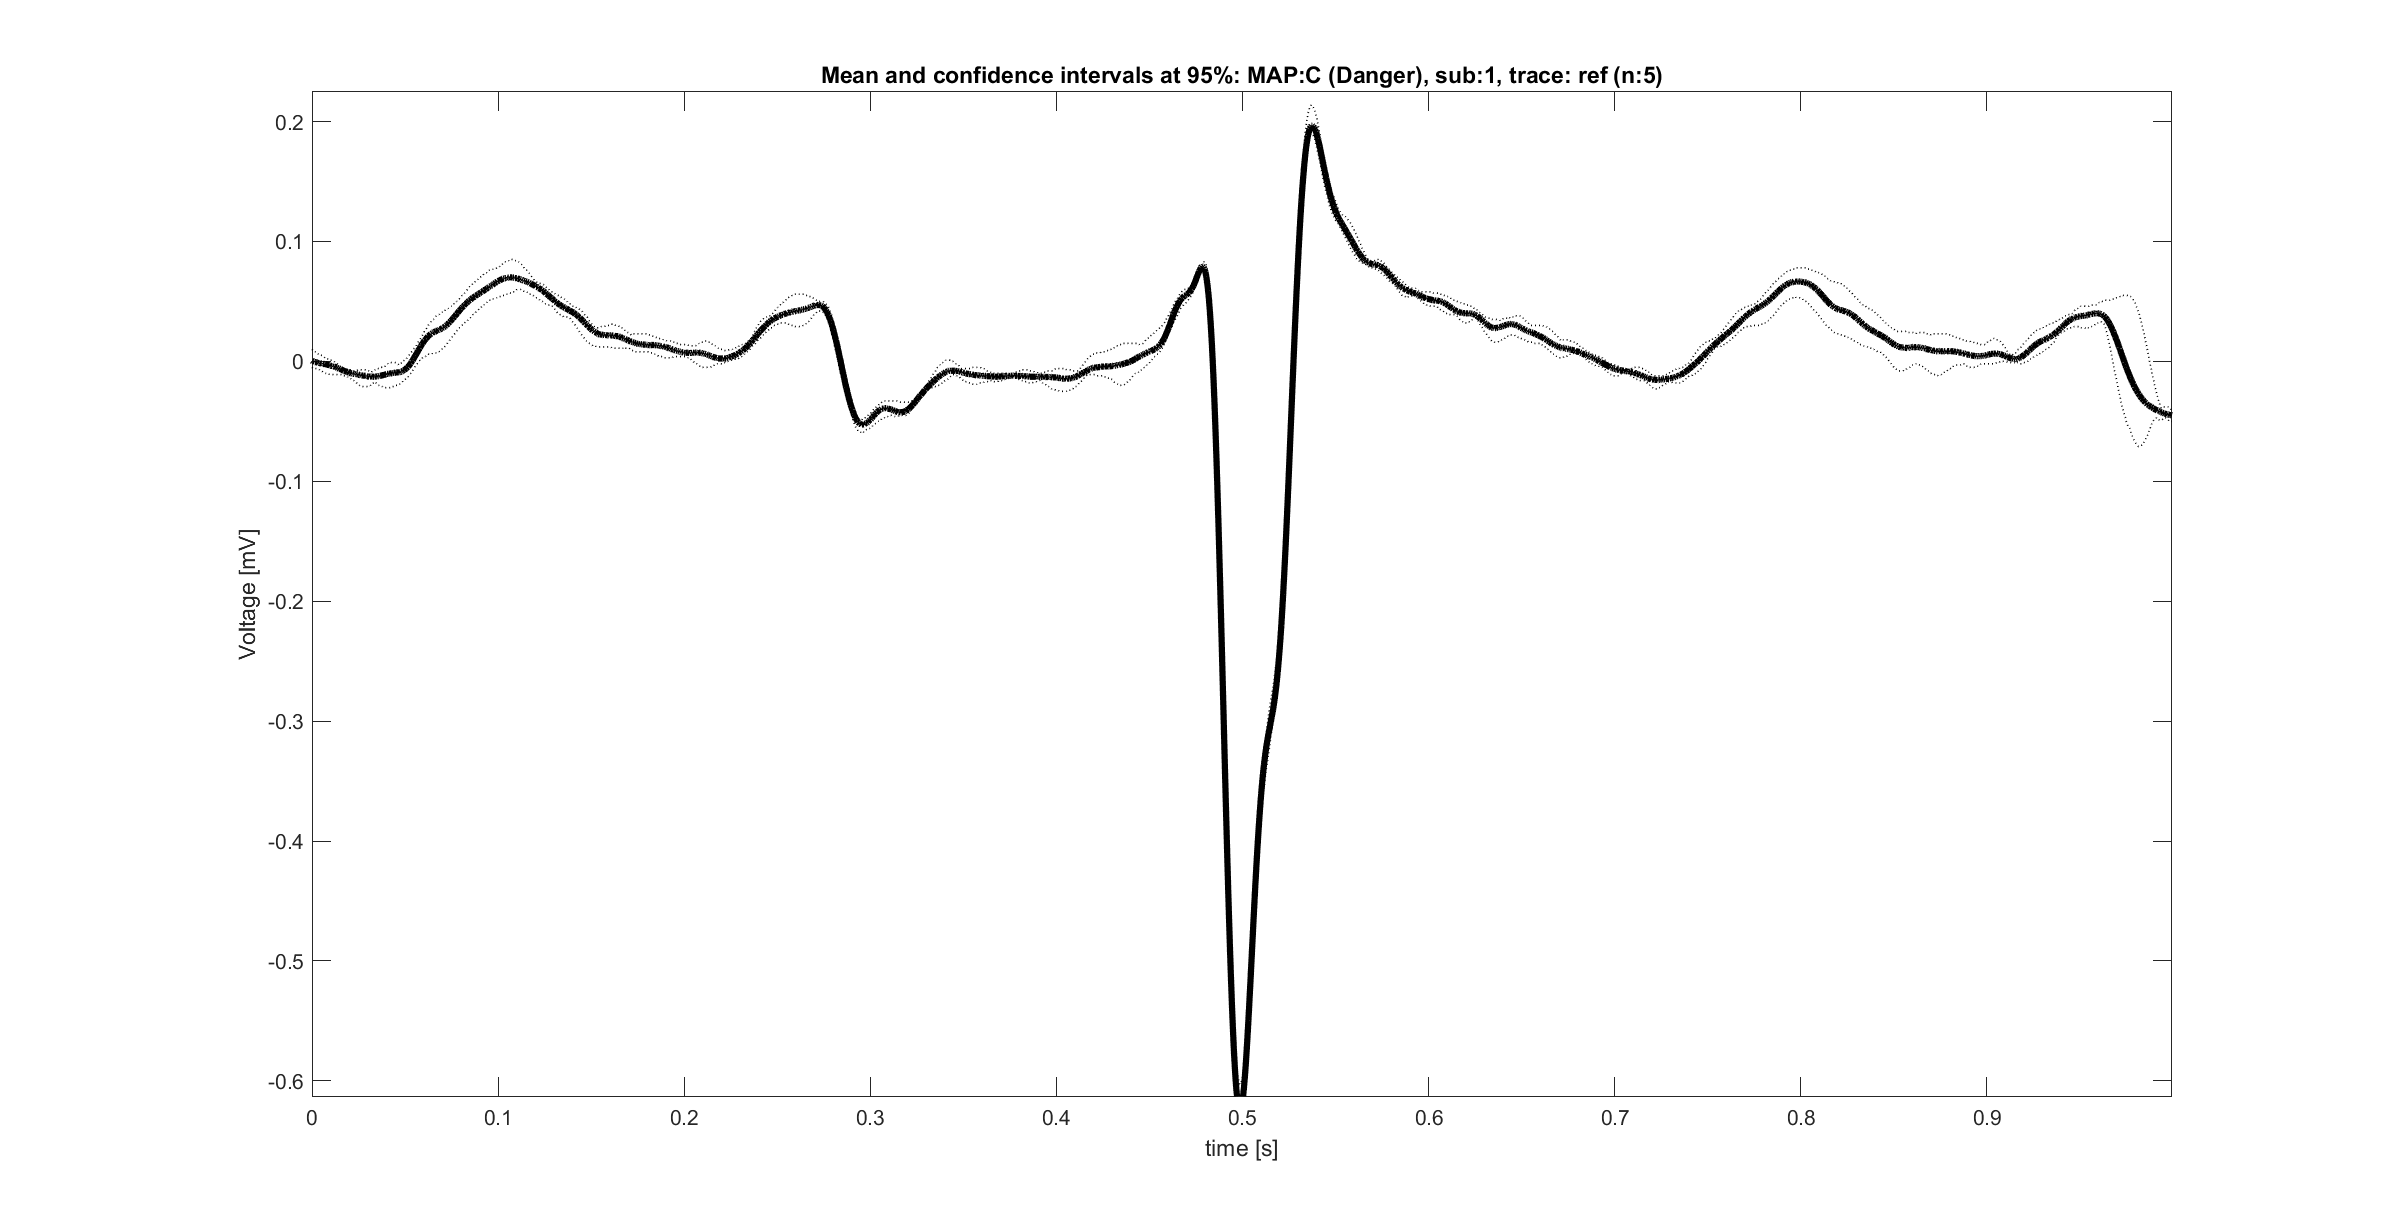 Mean and confidence intervals at 95%: MAP:C (Danger), sub:1, trace: ref (n:5)
0.2
0.1
0
-0.1
-0.2
-0.3
-0.4
-0.5
-0.6
Voltage [mV]
0 0.1 0.2 0.3 0.4 0.5 0.6 0.7 0.8 0.9
time [s]